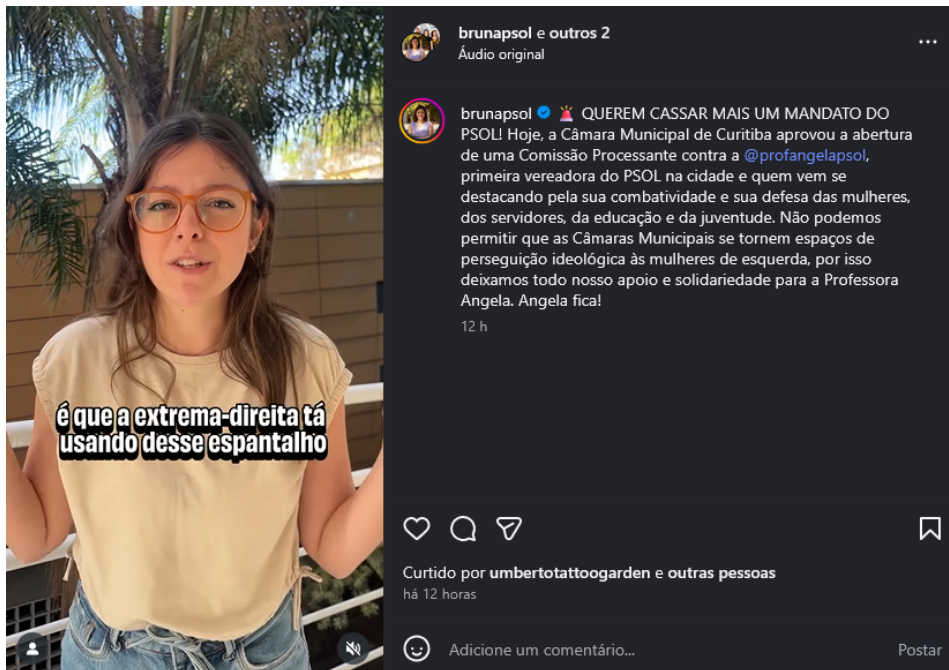 brunapsol e outros 2
Áudio original
brunapsol 🚨 QUEREM CASSAR MAIS UM MANDATO DO
PSOL! Hoje, a Câmara Municipal de Curitiba aprovou a abertura
de uma Comissão Processante contra a @profangelapsol,
primeira vereadora do PSOL na cidade e quem vem se
destacando pela sua combatividade e sua defesa das mulheres,
dos servidores, da educação e da juventude. Não podemos
permitir que as Câmaras Municipais se tornem espaços de
perseguição ideológica às mulheres de esquerda, por isso
deixamos todo nosso apoio e solidariedade para a Professora
Angela. Angela fica!
12 h
é que a extrema-direita tá
usando desse espantalho
Curtido por umbertotattoogarden e outras pessoas
há 12 horas
Adicione um comentário...
Postar